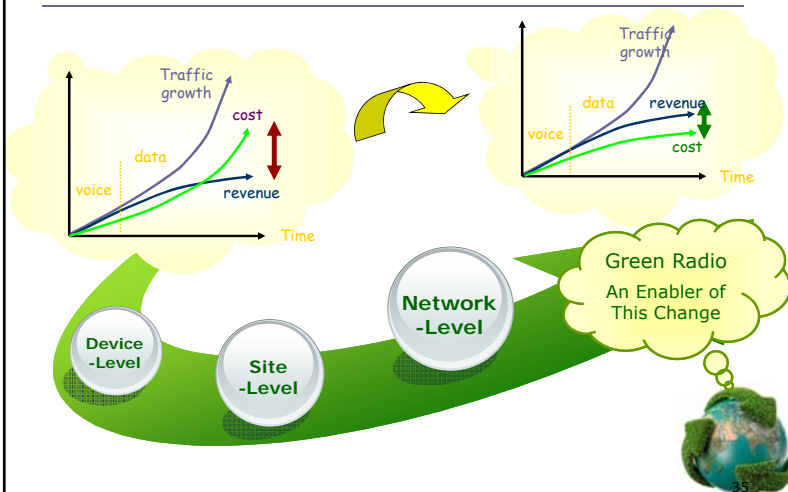 Traffic
growth
cost
data
voice
revenue
Time
Traffic
growth
data
revenue
voice
cost
Time
Device
-Level
Site
-Level
Network
-Level
Green Radio
An Enabler of
This Change
35